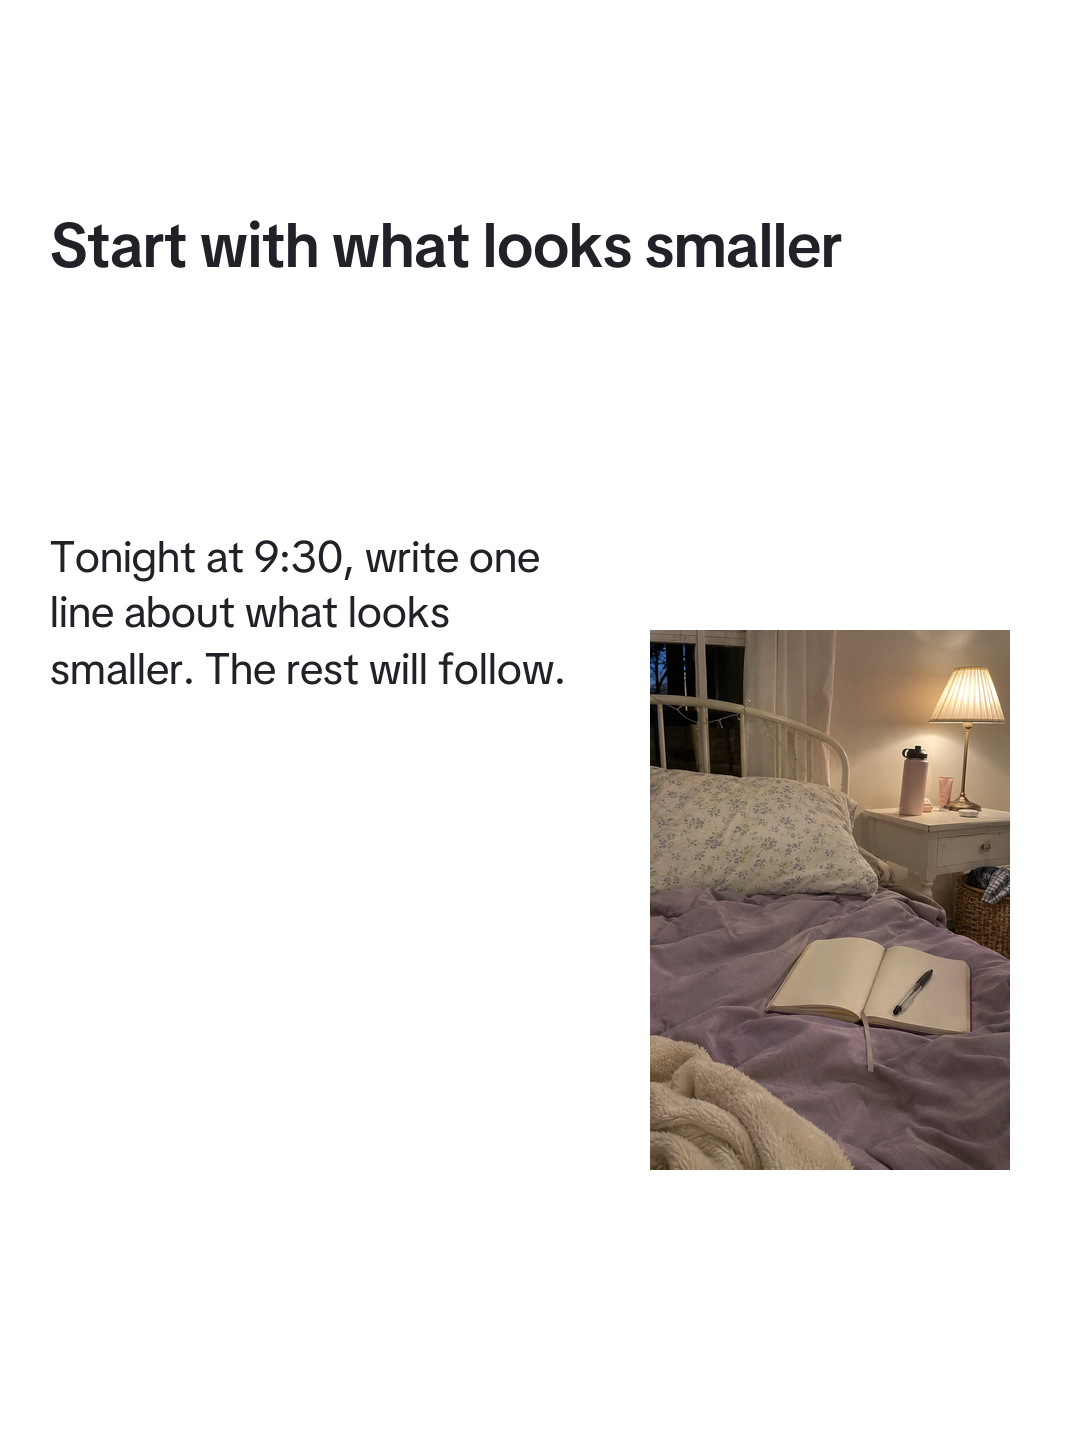 Start with what looks smaller
Tonight at 9:30, write one
line about what looks
smaller. The rest will follow.